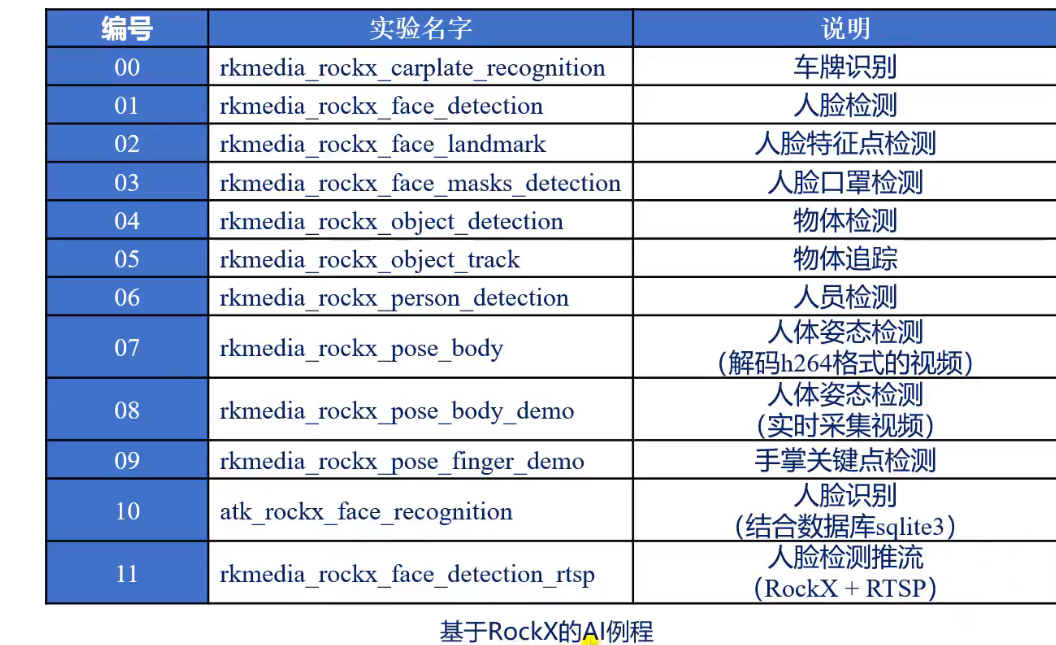 编号 实验名字 说明
00 rkmedia_rockx_carplate_recognition 车牌识别
01 rkmedia_rockx_face_detection 人脸检测
02 rkmedia_rockx_face_landmark 人脸特征点检测
03 rkmedia_rockx_face_masks_detection 人脸口罩检测
04 rkmedia_rockx_object_detection 物体检测
05 rkmedia_rockx_object_track 物体追踪
06 rkmedia_rockx_person_detection 人员检测
07 rkmedia_rockx_pose_body 人体姿态检测
（解码h264格式的视频）
08 rkmedia_rockx_pose_body_demo 人体姿态检测
（实时采集视频）
09 rkmedia_rockx_pose_finger_demo 手掌关键点检测
10 atk_rockx_face_recognition 人脸识别
（结合数据库sqlite3）
11 rkmedia_rockx_face_detection_rtsp 人脸检测推流
（RockX + RTSP）
基于RockX的AI例程